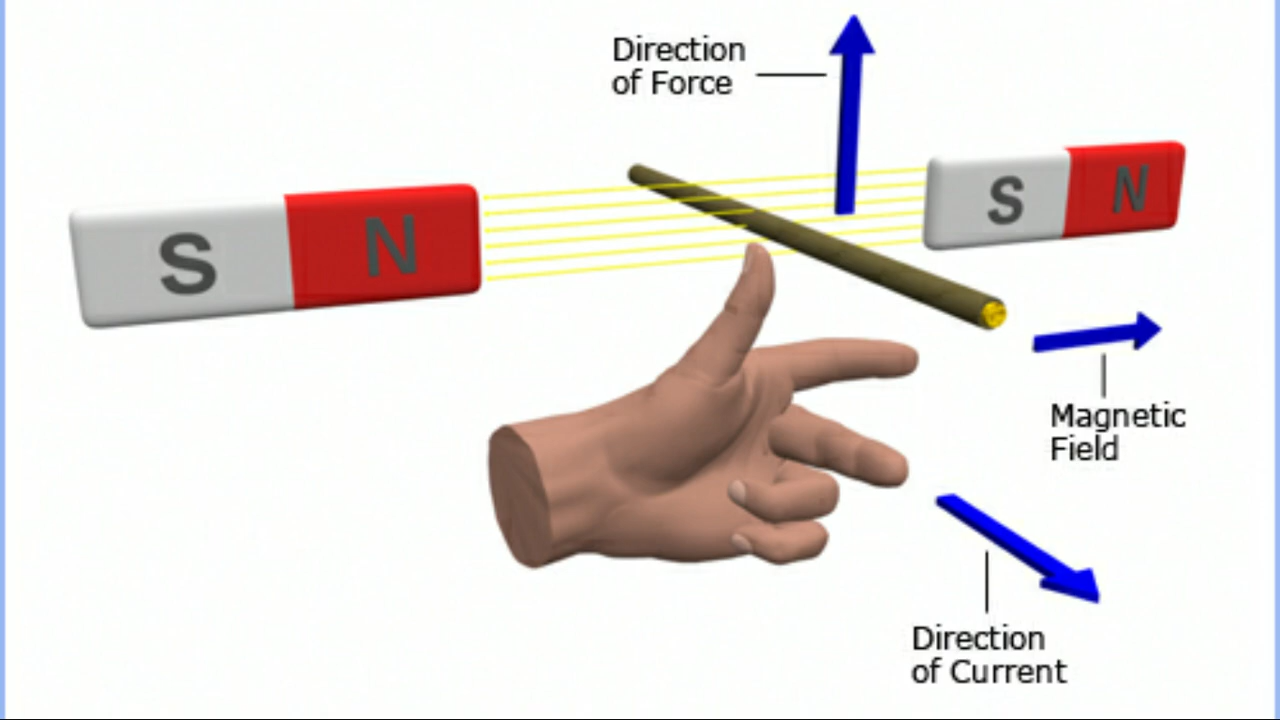 Direction
of Force
S N
S N
Magnetic
Field
Direction
of Current